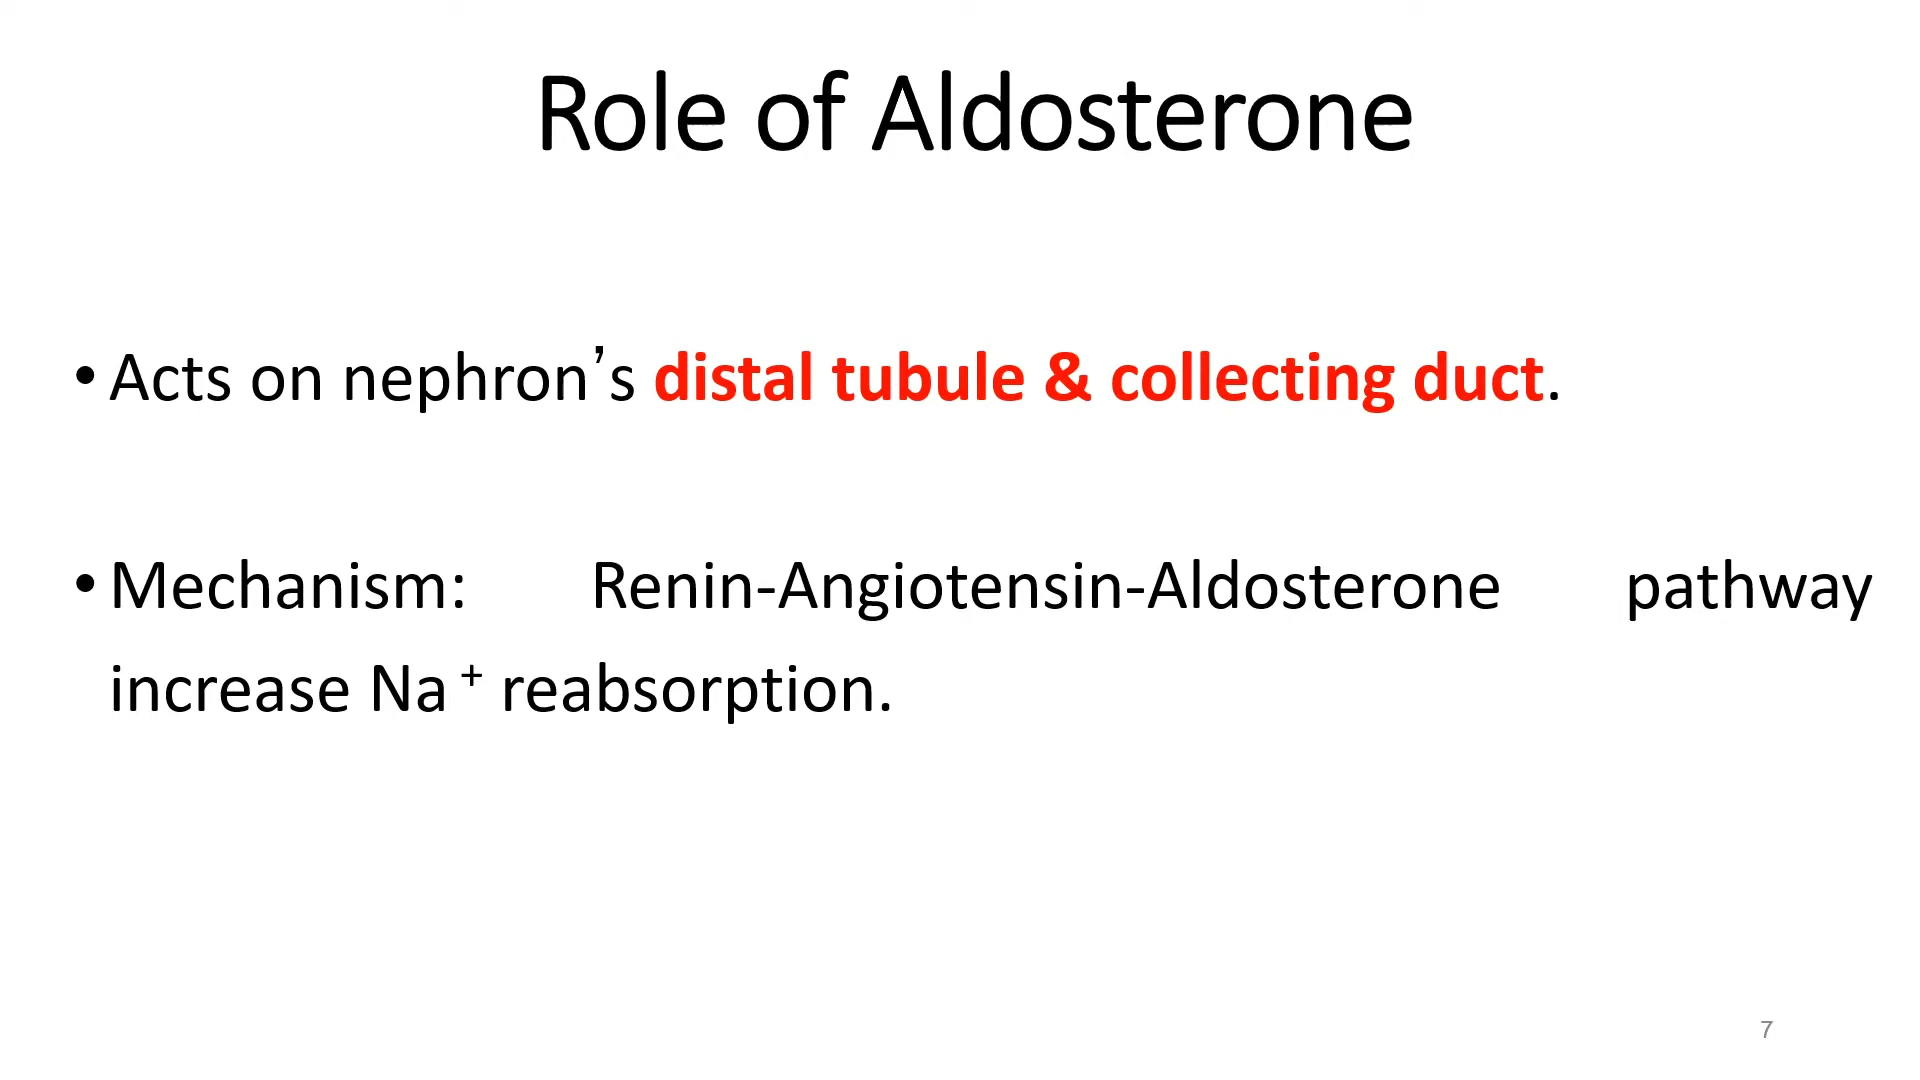 Role of Aldosterone
• Acts on nephron’s distal tubule & collecting duct.
• Mechanism: Renin-Angiotensin-Aldosterone pathway
increase Na⁺ reabsorption.
7